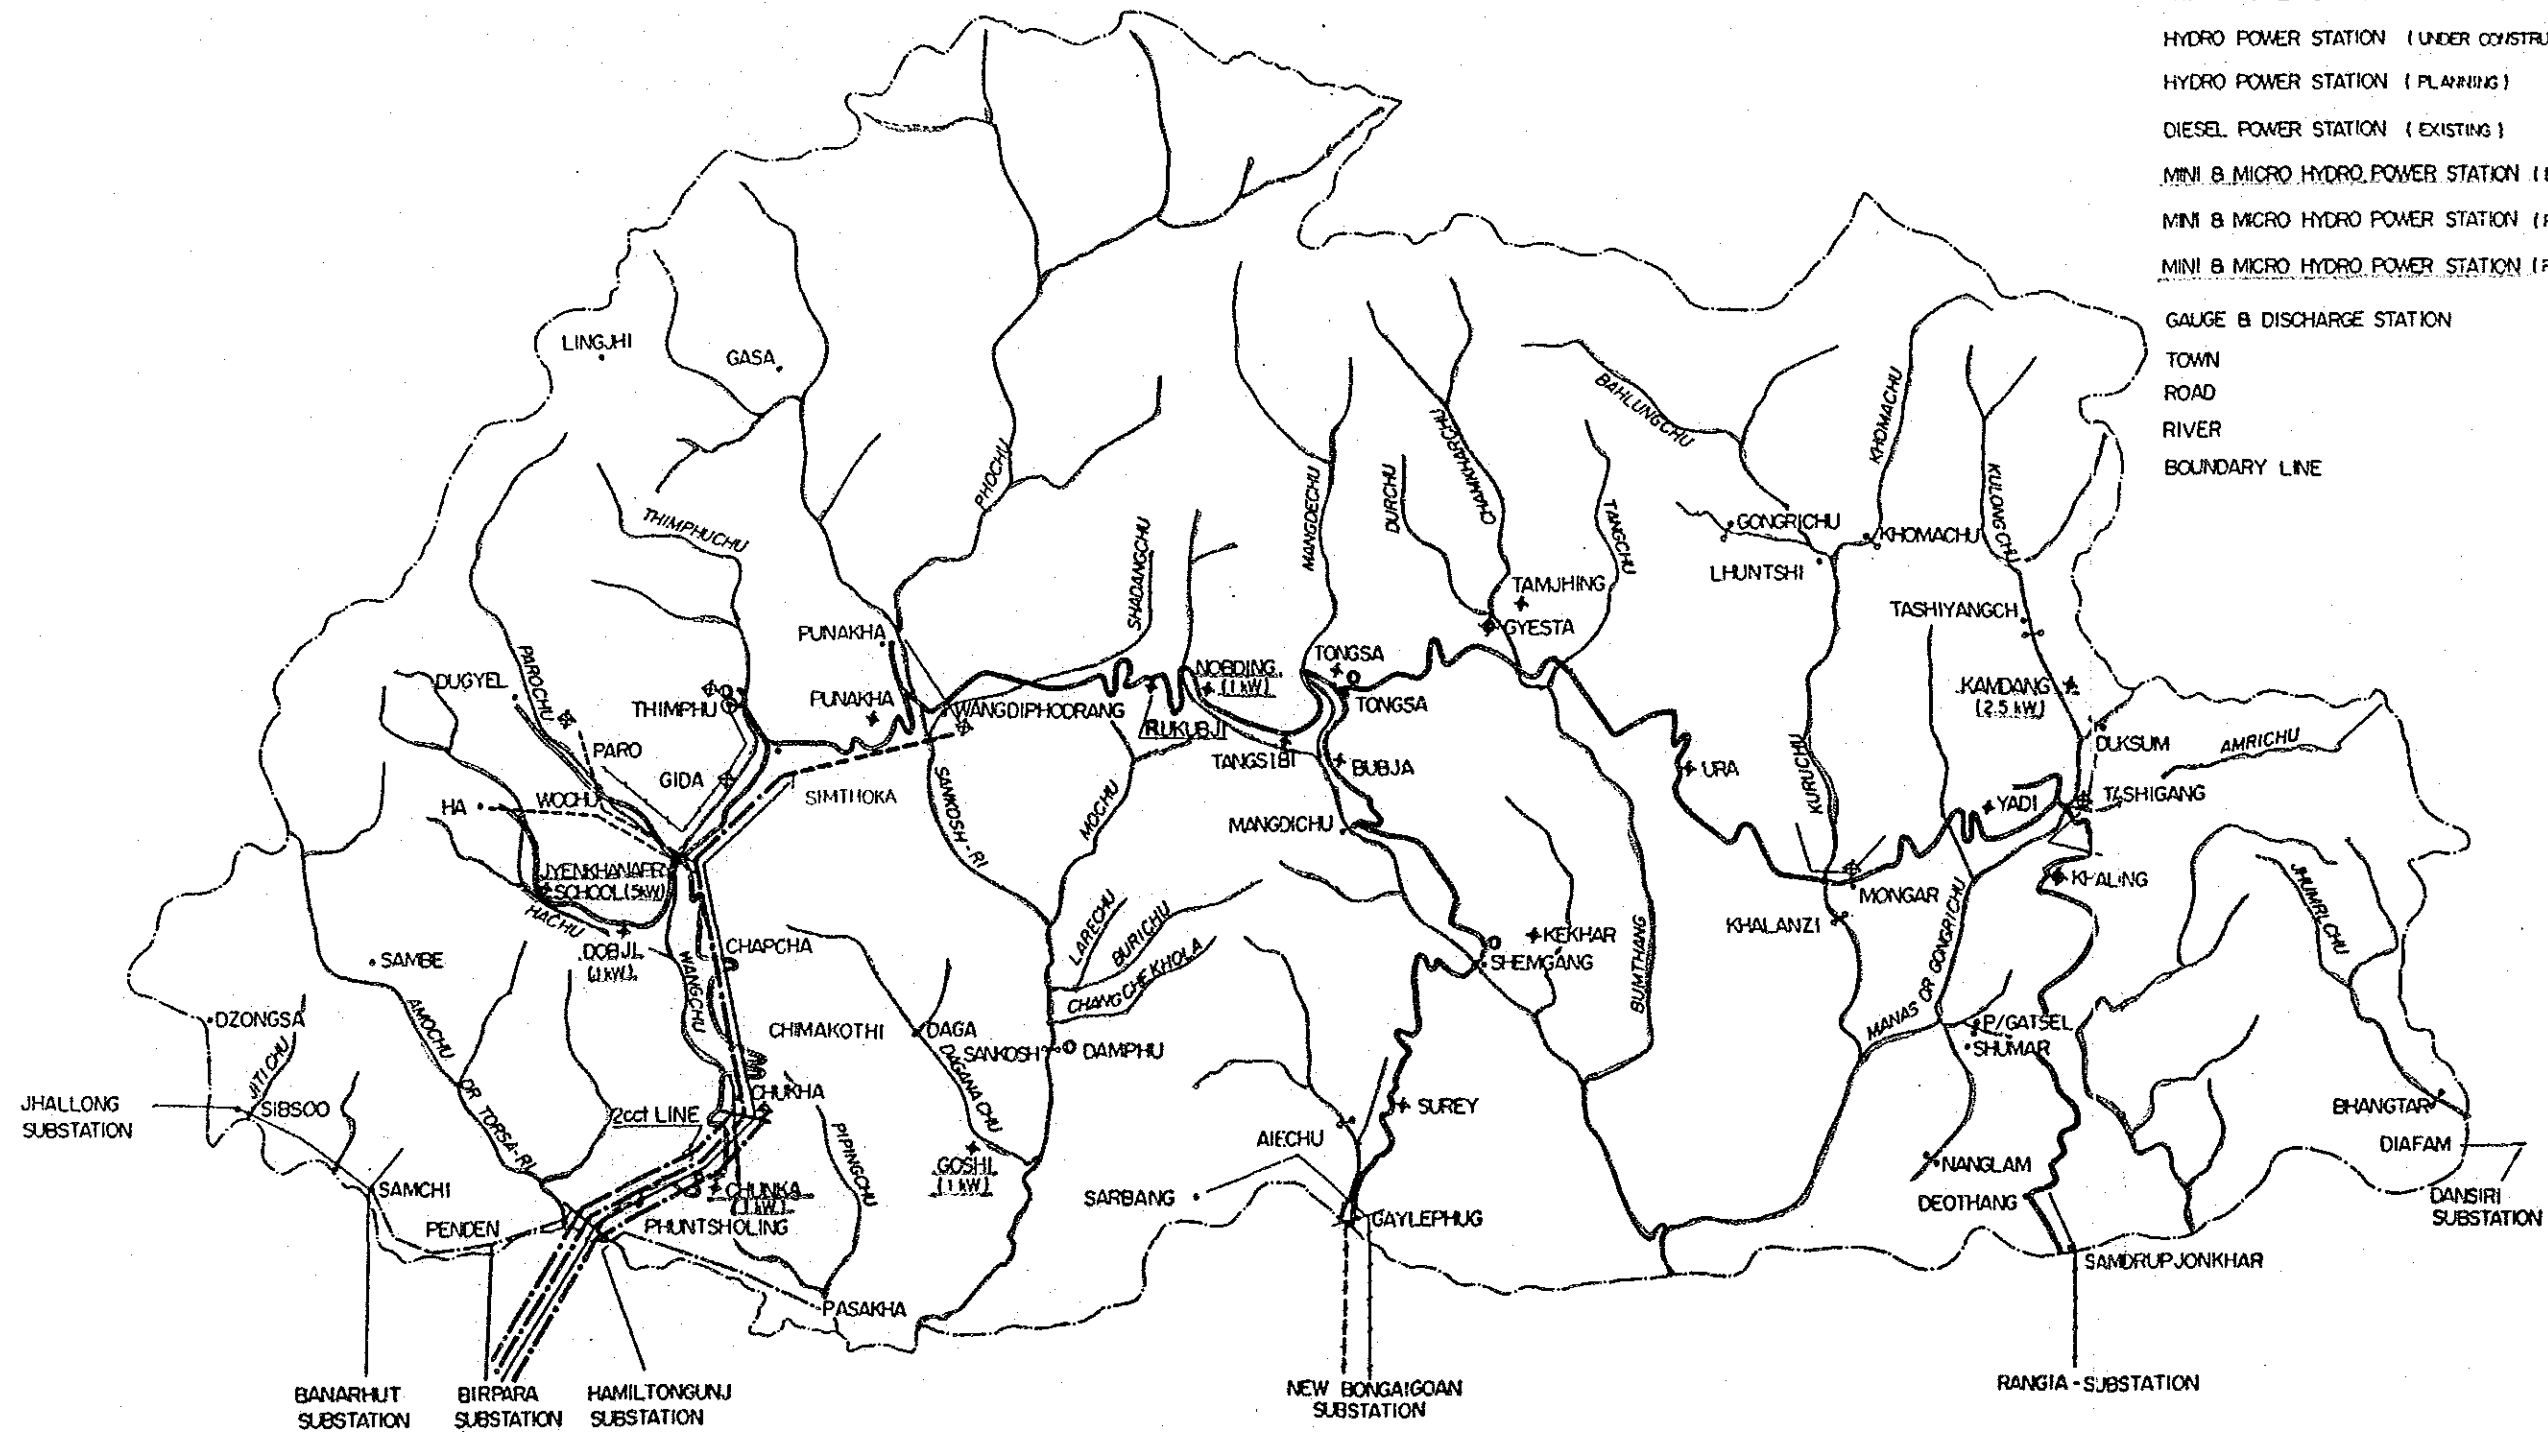 HYDRO POWER STATION (UNDER CONSTRU
HYDRO POWER STATION (PLANNING)
DIESEL POWER STATION (EXISTING)
MINI & MICRO HYDRO POWER STATION (
MINI & MICRO HYDRO POWER STATION (
MINI & MICRO HYDRO POWER STATION (
GAUGE & DISCHARGE STATION
TOWN
ROAD
RIVER
BOUNDARY LINE
LINGJHI
GASA
THIMPHUCHU
PHOCHU
SHADANGCHU
MANGDECHU
DURCHU
CHAMKHARCHU
TANGCHU
BAHLUNGCHU
KHOMACHU
KULONGCHU
GONGRICHU
KHOMACHU
LHUNTSHI
TAMJHING
GYESTA
TASHIYANGCH
PUNAKHA
PAROCHU
DUGYEL
THIMPHU
PUNAKHA
WANGDIPHODRANG
NOBDING
(1 kW)
RUKUBJI
TONGSA
TONGSA
KAMDANG
(2.5 kW)
DUKSUM
AMRICHU
PARO
GIDA
SIMTHOKA
SANKOSH-RI
MOCHU
TANGSIBI
BUBJA
URA
KURUCHU
YADI
TASHIGANG
HA
WOCHU
MANGDICHU
JYENKHANAFRY
SCHOOL (5kW)
HACHU
DOBJI
(1 kW)
WANGCHU
CHAPCHA
LARECHU
BURICHU
CHANGCHEKHOLA
KEKHAR
SHEMGANG
BUMTHANG
KHALANZI
MONGAR
MANAS OR GONGRICHU
KHALING
JHUMRI CHU
SAMBE
DZONGSA
AMOCHU OR TORSA-RI
JITICHU
CHIMAKOTHI
DAGA
DAGANA CHU
SANKOSH
DAMPHU
P/GATSEL
SHUMAR
JHALLONG
SUBSTATION
SIBSOO
2cct LINE
CHUKHA
PIPINGCHU
GOSHI
(1 kW)
AIECHU
SUREY
NANGLAM
BHANGTAR
DIAFAM
DANSIRI
SUBSTATION
SAMCHI
PENDEN
CHUNKA
(1 kW)
PHUNTSHOLING
SARBANG
GAYLEPHUG
DEOTHANG
SAMDRUPJONKHAR
PASAKHA
BANARHUT
SUBSTATION
BIRPARA
SUBSTATION
HAMILTONGUNJ
SUBSTATION
NEW BONGAIGOAN
SUBSTATION
RANGIA-SUBSTATION